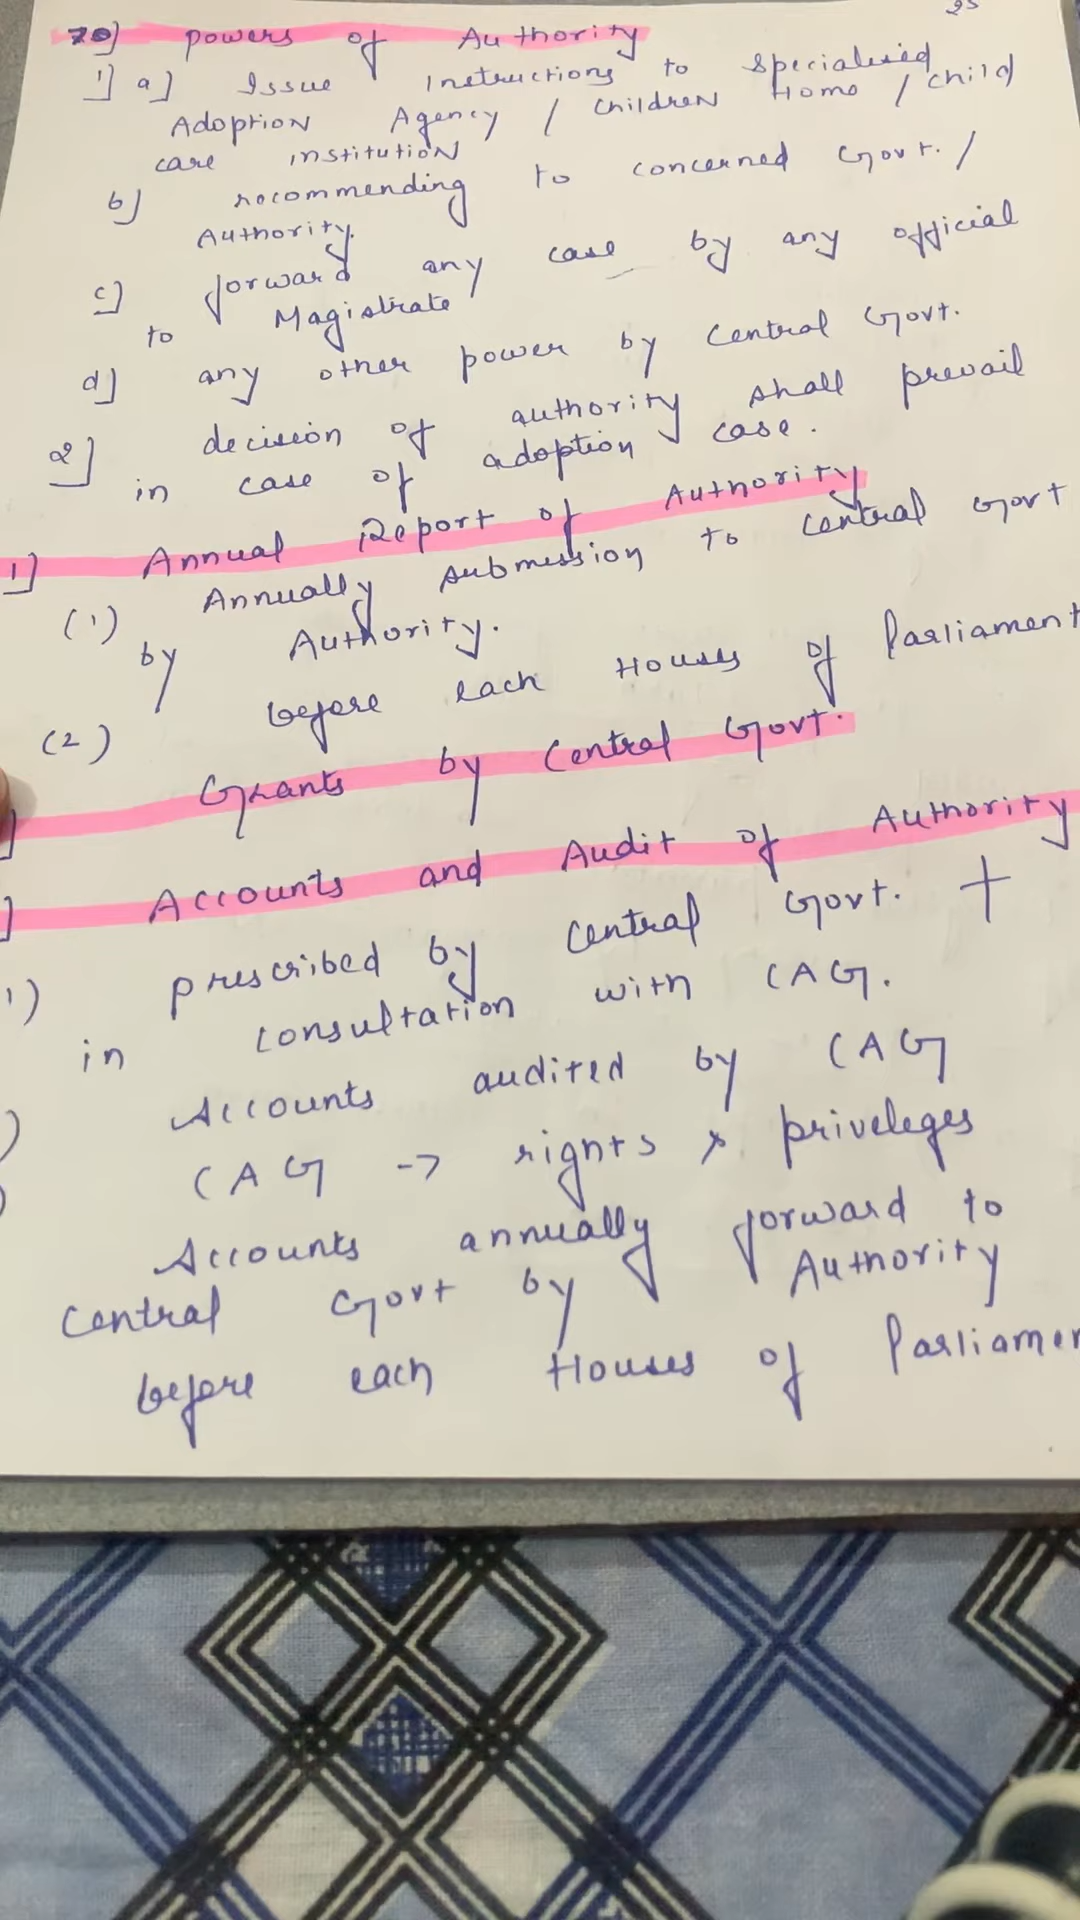 25
70] Powers of Authority
1] a] Issue Instructions to specialised
Adoption Agency / Children Home / child
care institution
b] recommending to concerned Govt. /
Authority.
c] forward any case by any official
to Magistrate
d] any other power by Central Govt.
2] decision of authority shall prevail
in case of adoption case.
1] Annual Report of Authority
(1) Annually submission to central Govt
by Authority.
(2) before each Houses of Parliament
] Grants by Central Govt.
] Accounts and Audit of Authority
1) prescribed by Central Govt. +
in consultation with CAG.
) Accounts audited by CAG
) CAG -> rights & priveleges
Accounts annually forward to
Central Govt by Authority
before each Houses of Parliamen